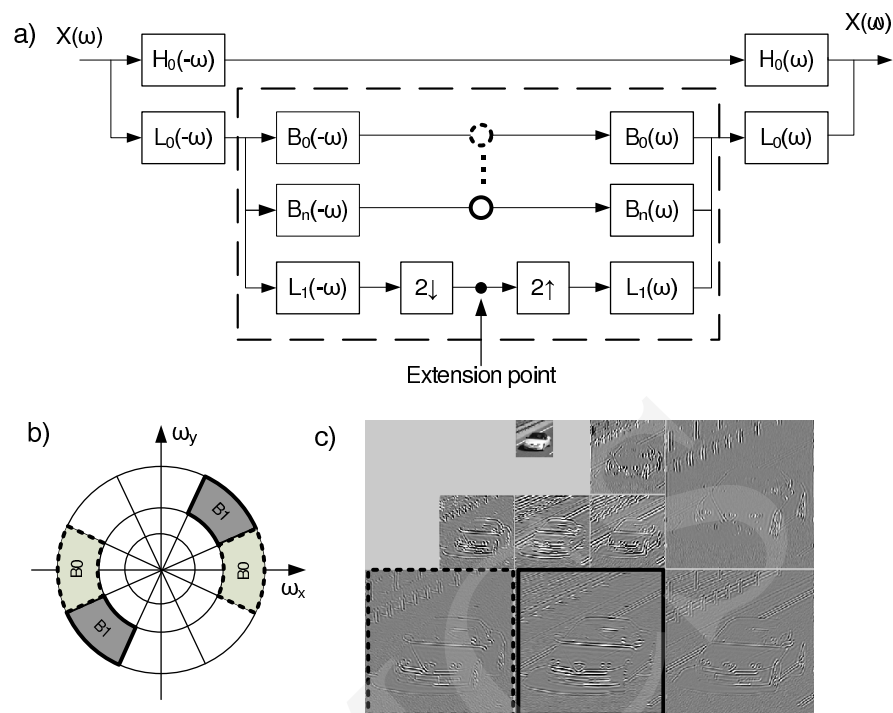 a)
X(ω)
X(ω)
H₀(-ω)
H₀(ω)
L₀(-ω)
B₀(-ω)
B₀(ω)
L₀(ω)
Bₙ(-ω)
Bₙ(ω)
L₁(-ω)
2↓
2↑
L₁(ω)
Extension point
b)
ωy
c)
B1
B0
B0
ωx
B1